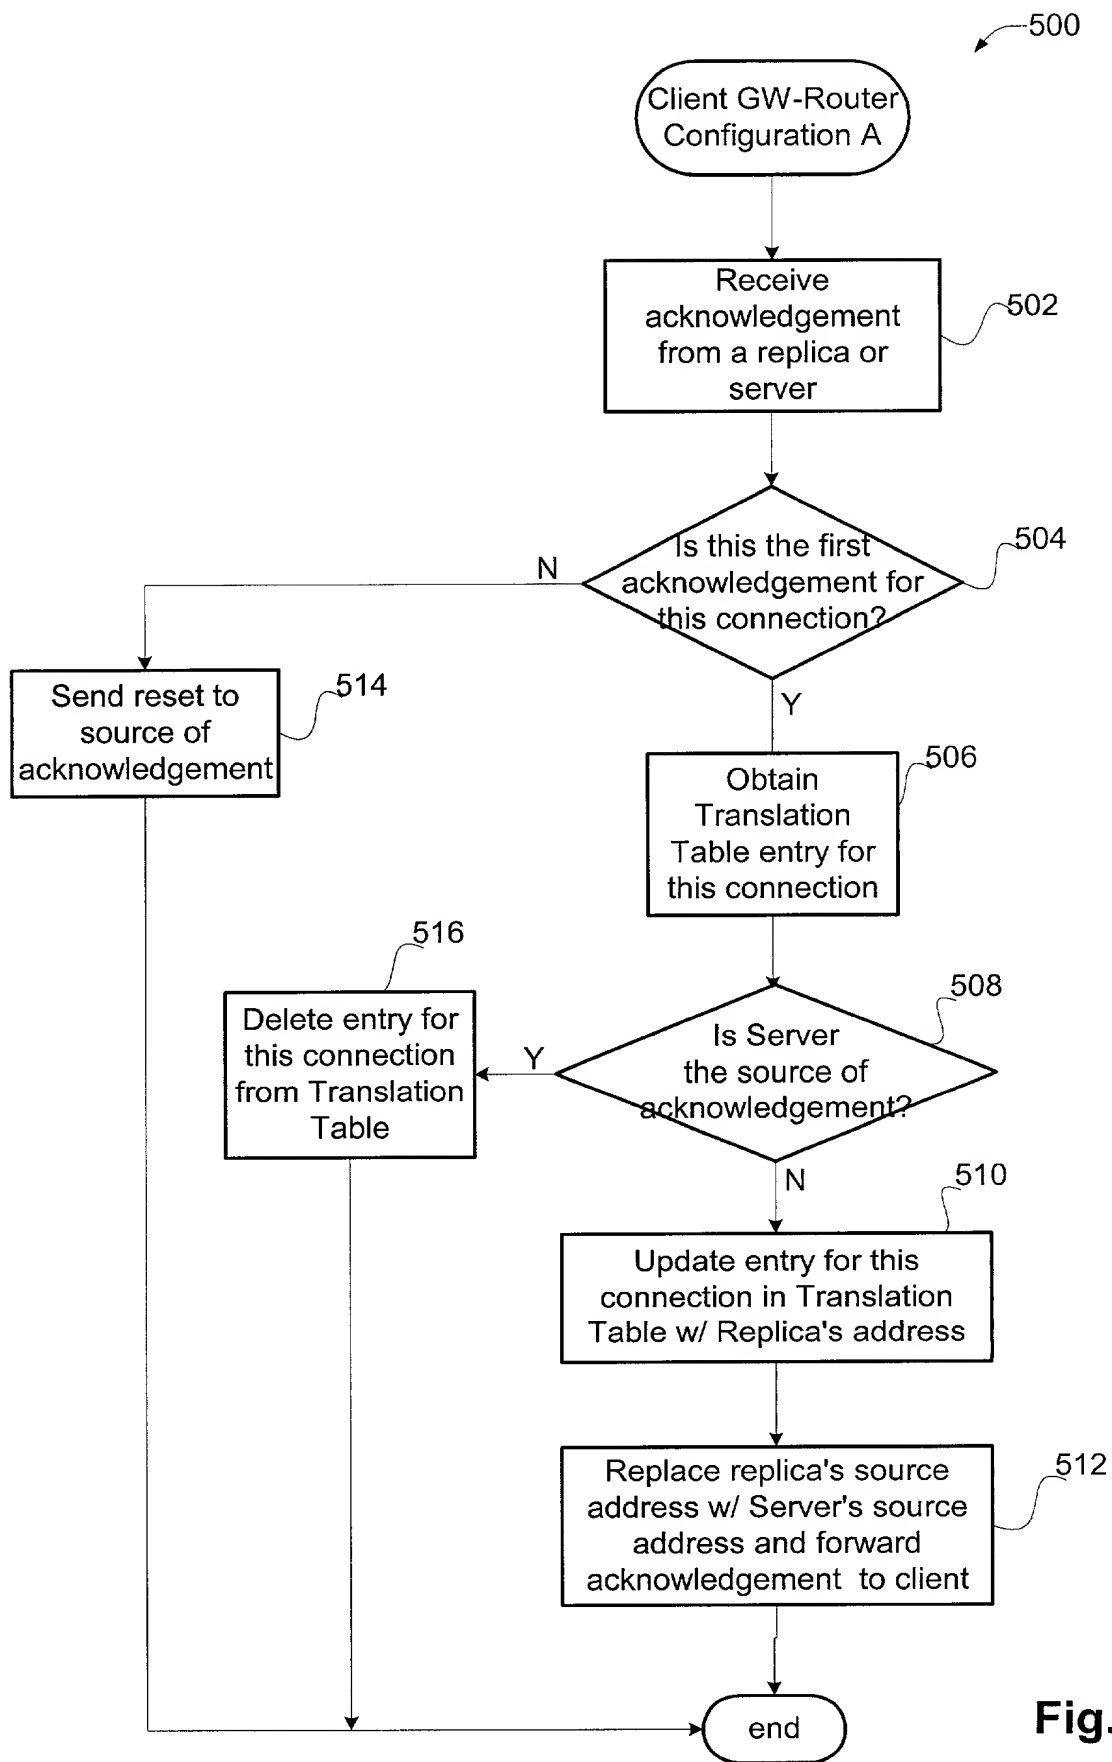 500
Client GW-Router
Configuration A
Receive
acknowledgement
from a replica or
server
502
Is this the first
acknowledgement for
this connection?
504
N
Y
Send reset to
source of
acknowledgement
514
Obtain
Translation
Table entry for
this connection
506
516
Delete entry for
this connection
from Translation
Table
Y
Is Server
the source of
acknowledgement?
508
N
510
Update entry for this
connection in Translation
Table w/ Replica's address
Replace replica's source
address w/ Server's source
address and forward
acknowledgement to client
512
end
Fig.